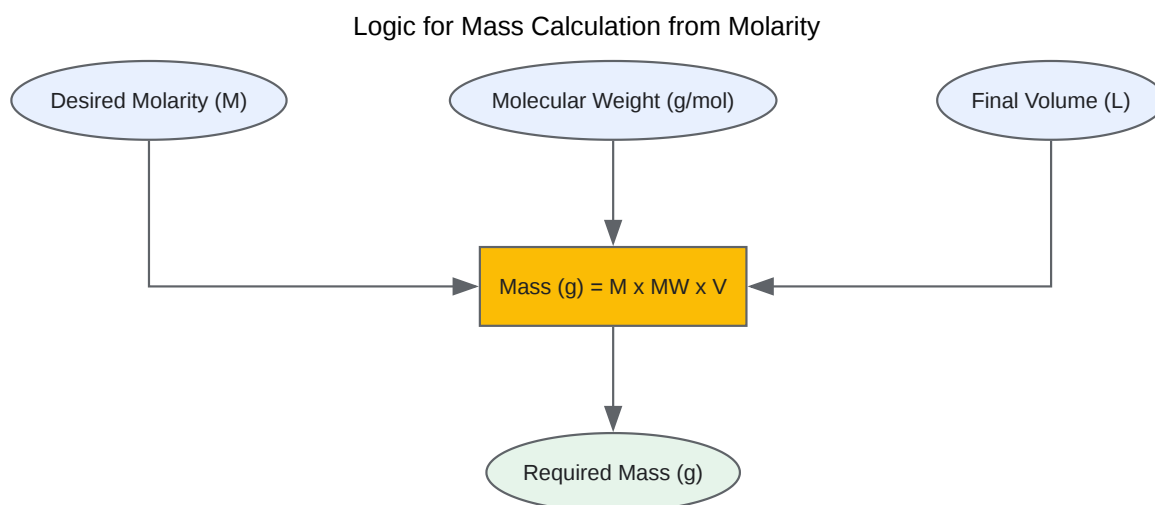 Logic for Mass Calculation from Molarity
Desired Molarity (M)
Molecular Weight (g/mol)
Final Volume (L)
Mass (g) = M x MW x V
Required Mass (g)